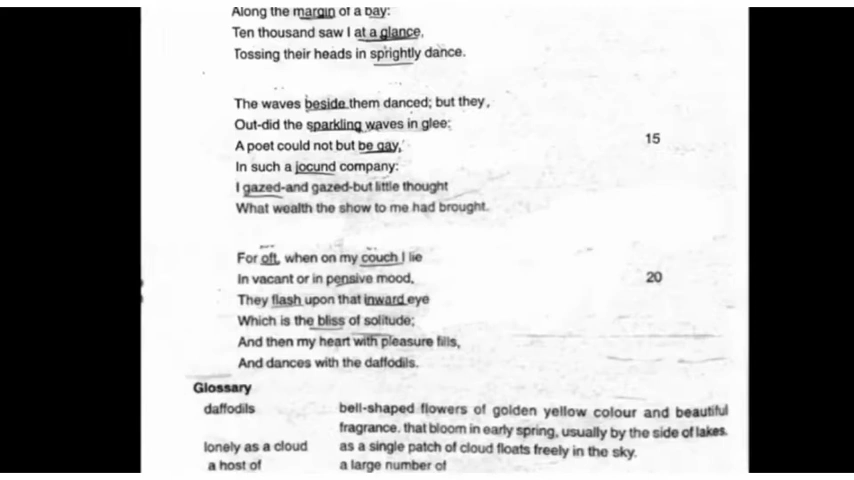 Along the margin of a bay:
Ten thousand saw I at a glance,
Tossing their heads in sprightly dance.
The waves beside them danced; but they,
Out-did the sparkling waves in glee;
A poet could not but be gay,
15
In such a jocund company:
I gazed-and gazed-but little thought
What wealth the show to me had brought.
For oft, when on my couch I lie
In vacant or in pensive mood,
20
They flash upon that inward eye
Which is the bliss of solitude;
And then my heart with pleasure fills,
And dances with the daffodils.
Glossary
daffodils bell-shaped flowers of golden yellow colour and beautiful
fragrance. that bloom in early spring, usually by the side of lakes.
lonely as a cloud as a single patch of cloud floats freely in the sky.
a host of a large number of